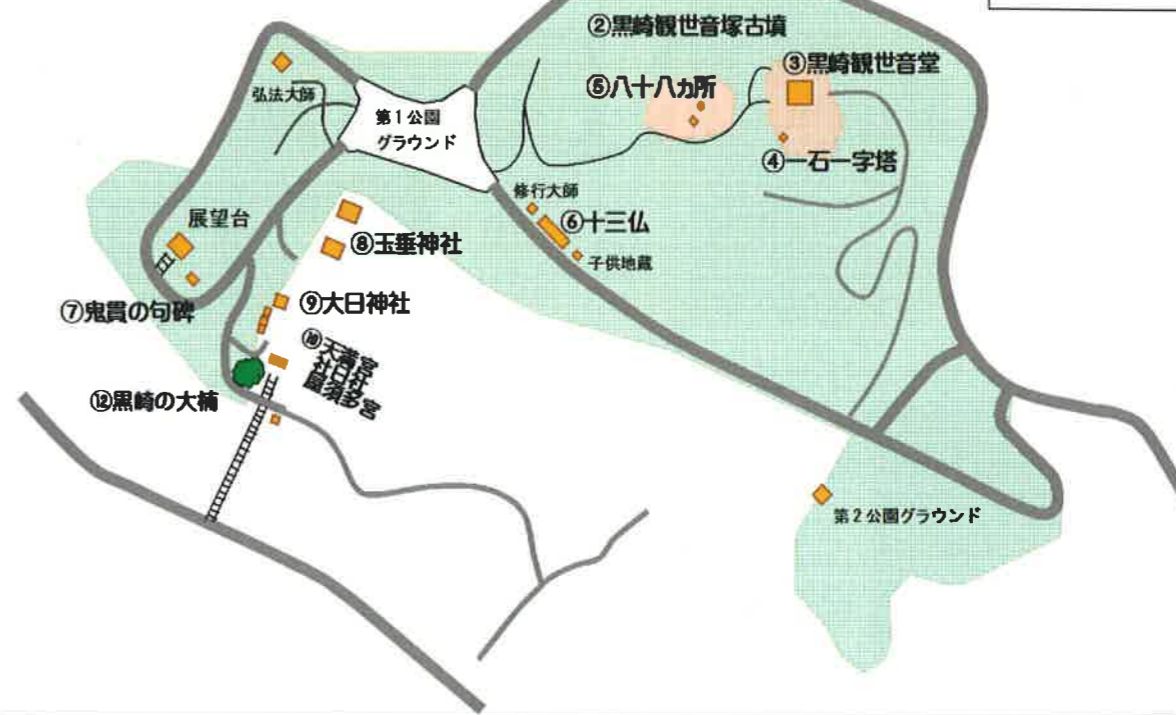 ②黒崎観世音塚古墳
③黒崎観世音堂
⑤八十八カ所
弘法大師
第1公園
グラウンド
④一石一字塔
修行大師
⑥十三仏
子供地蔵
展望台
⑧玉垂神社
⑨大日神社
⑦鬼貫の句碑
⑩天満宮
社日社
祇須多宮
⑫黒崎の大楠
第2公園グラウンド